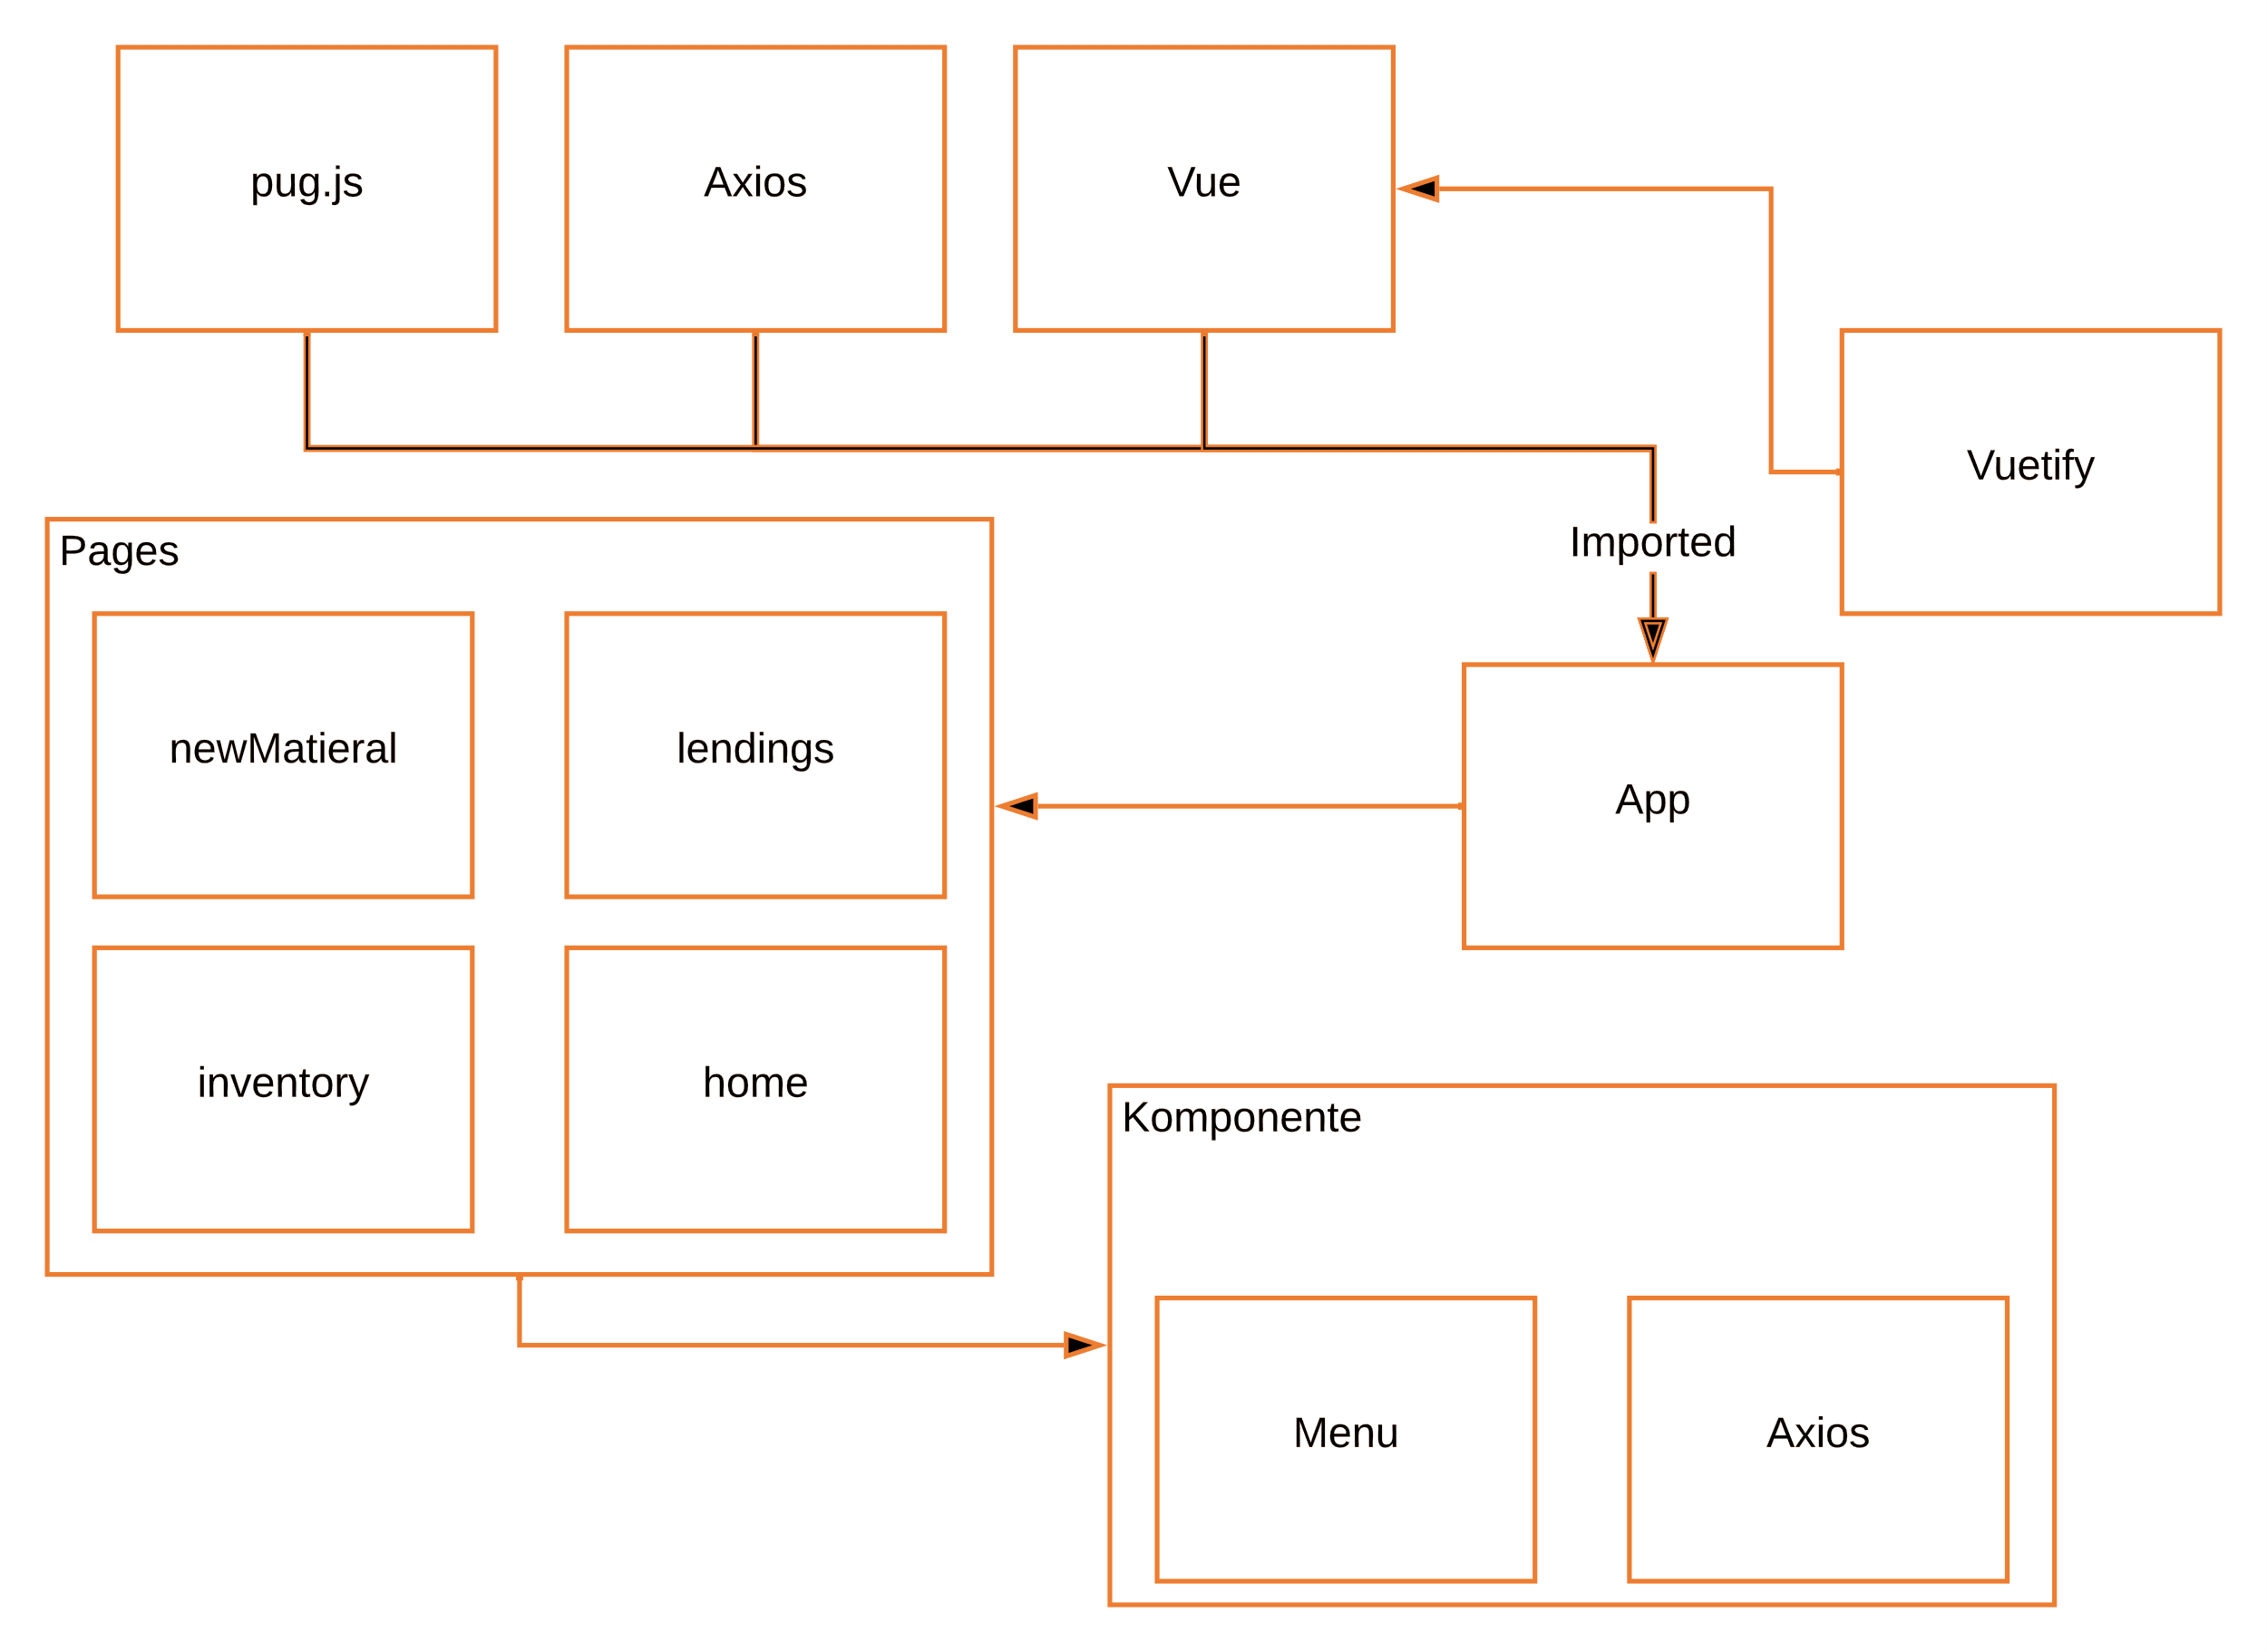 pug.js
Axios
Vue
Vuetify
Imported
Pages
newMatieral
lendings
App
inventory
home
Komponente
Menu
Axios